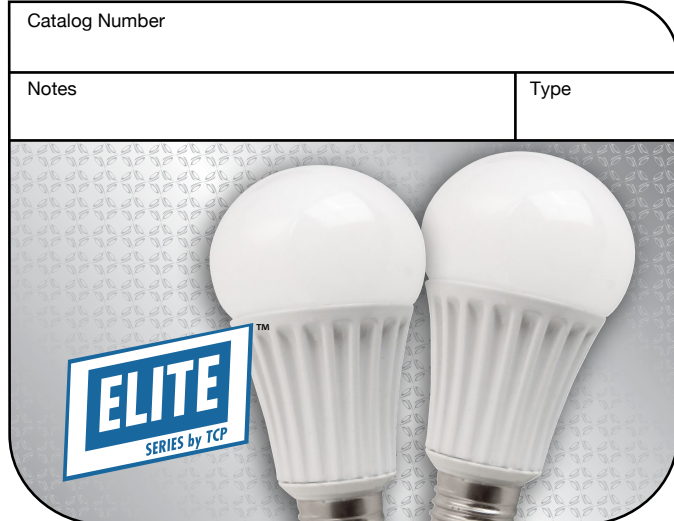 Catalog Number
Notes
Type
ELITE
™
SERIES by TCP